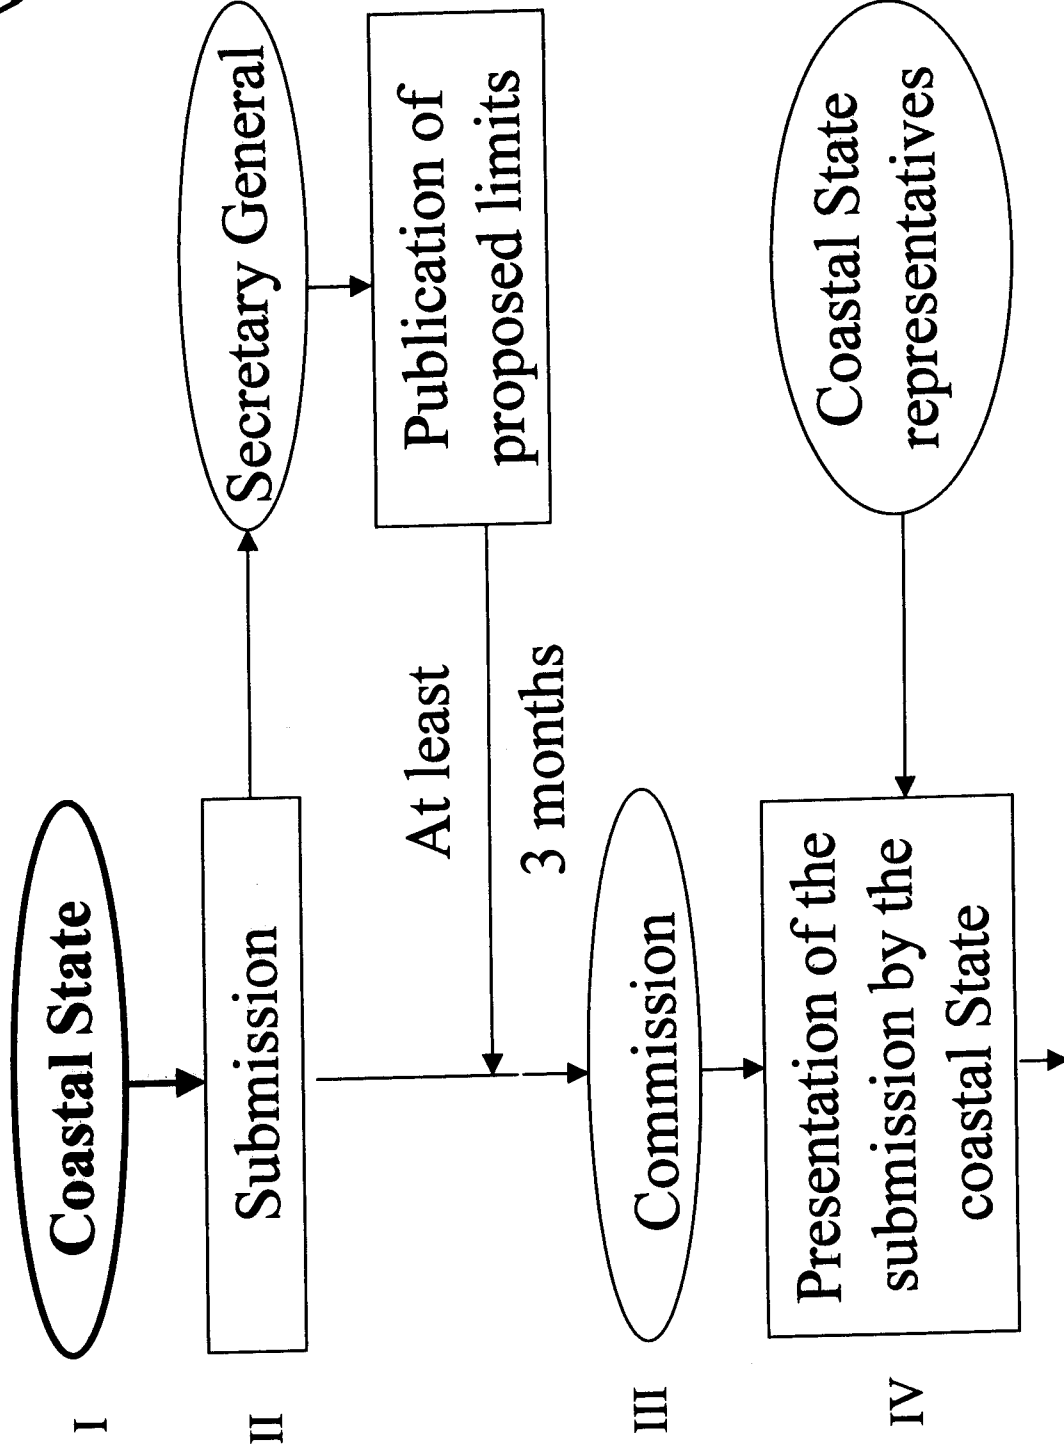 I
Coastal State
II
Submission
Secretary General
Publication of
proposed limits
At least
3 months
III
Commission
IV
Presentation of the
submission by the
coastal State
Coastal State
representatives